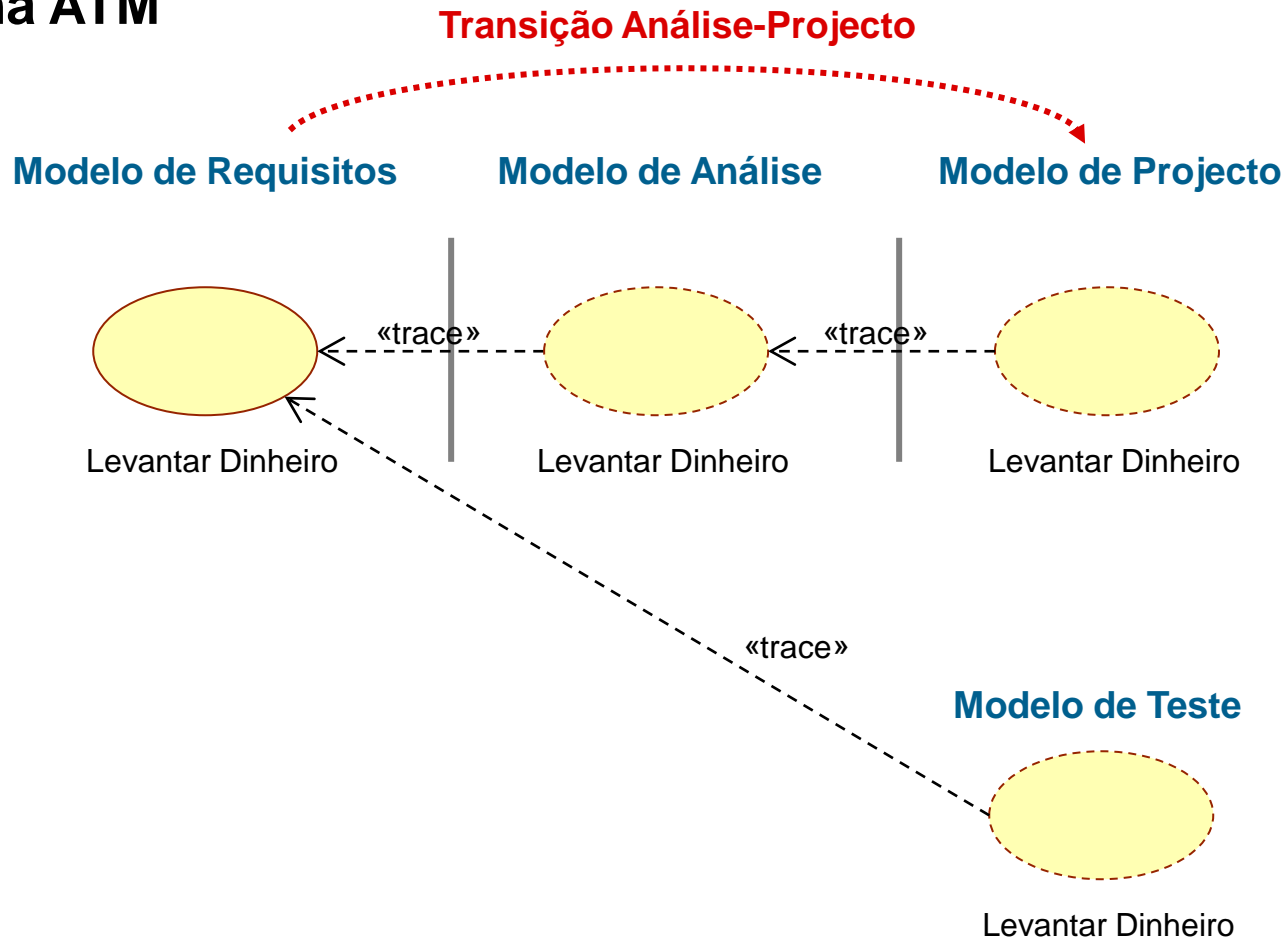 ATM
Transição Análise-Projecto
Modelo de Requisitos
Modelo de Análise
Modelo de Projecto
«trace»
«trace»
Levantar Dinheiro
Levantar Dinheiro
Levantar Dinheiro
«trace»
Modelo de Teste
Levantar Dinheiro